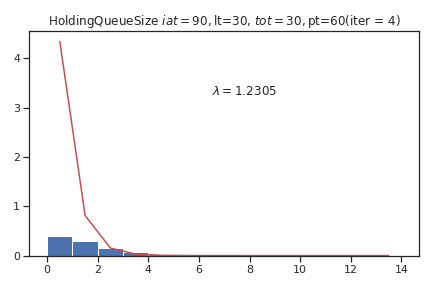 HoldingQueueSize iat = 90, lt=30, tot = 30, pt=60(iter = 4)
λ = 1.2305
4
3
2
1
0
0 2 4 6 8 10 12 14